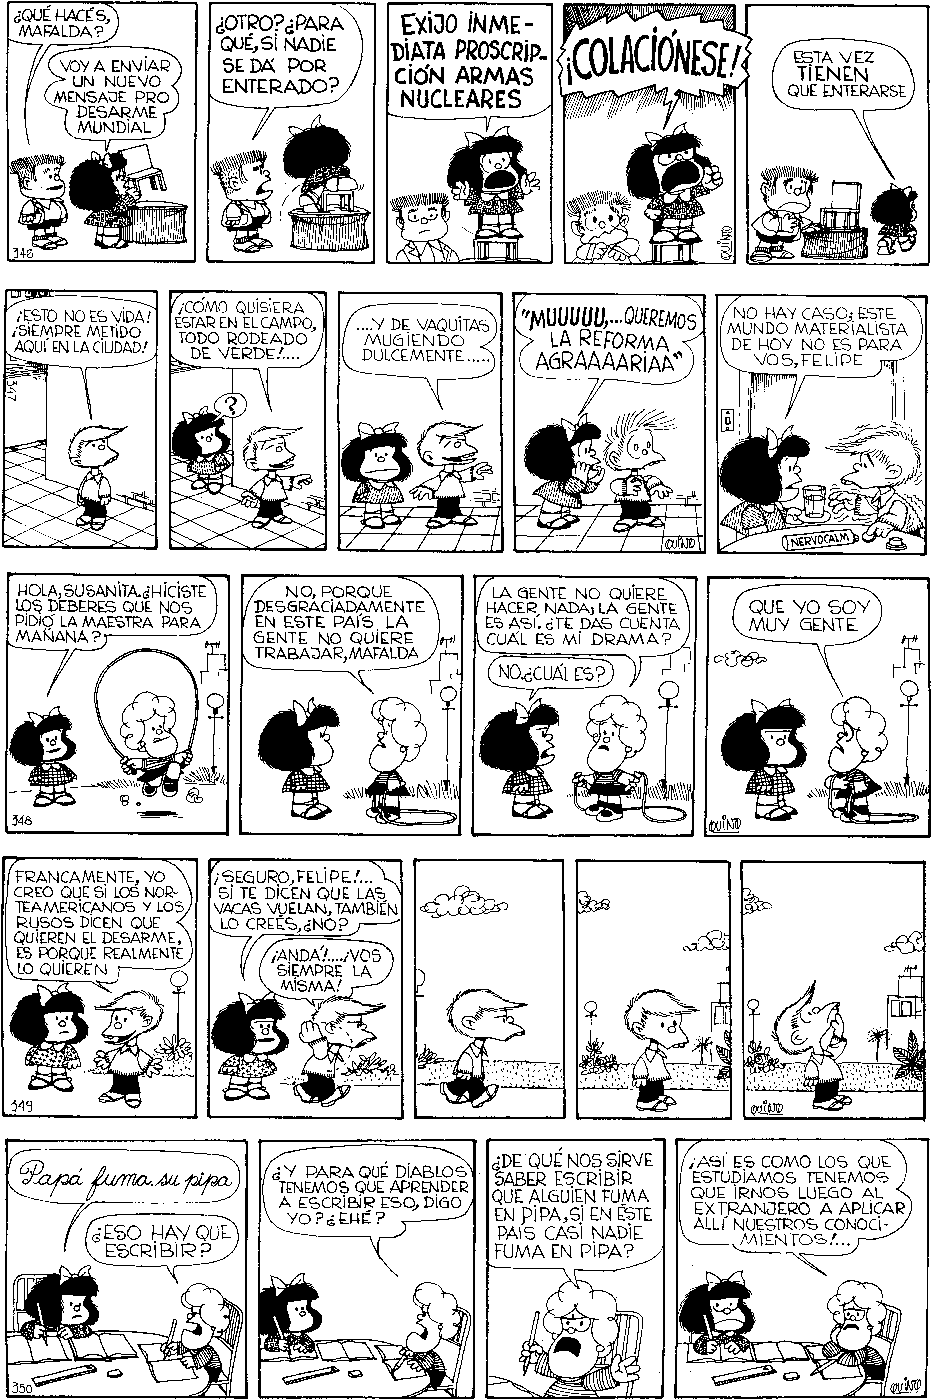 ¿QUÉ HACÉS,
MAFALDA?
VOY A ENVIAR
UN NUEVO
MENSAJE PRO
DESARME
MUNDIAL
348
¿OTRO? ¿PARA
QUÉ, SI NADIE
SE DA POR
ENTERADO?
EXIJO INME-
DIATA PROSCRIP-
CIÓN ARMAS
NUCLEARES
¡COLACIÓNESE!
QUINO
ESTA VEZ
TIENEN
QUE ENTERARSE
¡ESTO NO ES VIDA!
¡SIEMPRE METIDO
AQUÍ EN LA CIUDAD!
347
¡CÓMO QUISIERA
ESTAR EN EL CAMPO,
TODO RODEADO
DE VERDE!....
?
....Y DE VAQUITAS
MUGIENDO
DULCEMENTE.....
"MUUUUU,...QUEREMOS
LA REFORMA
AGRAAAARIAA"
QUINO
NO HAY CASO; ESTE
MUNDO MATERIALISTA
DE HOY NO ES PARA
VOS, FELIPE
NERVOCALM
HOLA, SUSANITA. ¿HICISTE
LOS DEBERES QUE NOS
PIDIÓ LA MAESTRA PARA
MAÑANA?
348
NO, PORQUE
DESGRACIADAMENTE
EN ESTE PAÍS LA
GENTE NO QUIERE
TRABAJAR, MAFALDA
LA GENTE NO QUIERE
HACER NADA; LA GENTE
ES ASÍ. ¿TE DAS CUENTA
CUÁL ES MI DRAMA?
NO. ¿CUÁL ES?
QUE YO SOY
MUY GENTE
QUINO
FRANCAMENTE, YO
CREO QUE SI LOS NOR-
TEAMERICANOS Y LOS
RUSOS DICEN QUE
QUIEREN EL DESARME,
ES PORQUE REALMENTE
LO QUIEREN
349
¡SEGURO, FELIPE!...
SI TE DICEN QUE LAS
VACAS VUELAN, TAMBIÉN
LO CREÉS, ¿NO?
¡ANDÁ!....¡VOS
SIEMPRE LA
MISMA!
QUINO
Papá fuma su pipa
¿ESO HAY QUE
ESCRIBIR?
350
¿Y PARA QUÉ DIABLOS
TENEMOS QUE APRENDER
A ESCRIBIR ESO, DIGO
YO? ¿EHÉ?
¿DE QUÉ NOS SIRVE
SABER ESCRIBIR
QUE ALGUIEN FUMA
EN PIPA, SI EN ESTE
PAÍS CASI NADIE
FUMA EN PIPA?
¡ASÍ ES COMO LOS QUE
ESTUDIAMOS TENEMOS
QUE IRNOS LUEGO AL
EXTRANJERO A APLICAR
ALLÍ NUESTROS CONOCI-
MIENTOS!...
QUINO